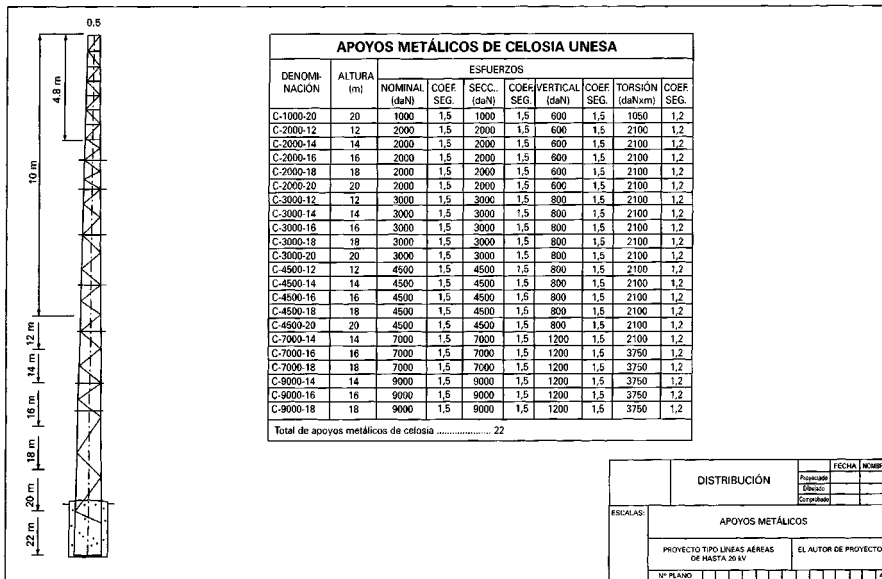 0.5
4.8 m
10 m
12 m
14 m
16 m
18 m
20 m
22 m
APOYOS METÁLICOS DE CELOSIA UNESA
DENOMI-NACIÓN ALTURA (m) ESFUERZOS
NOMINAL (daN) COEF. SEG. SECC.. (daN) COEF. SEG. VERTICAL (daN) COEF. SEG. TORSIÓN (daNxm) COEF. SEG.
C-1000-20 20 1000 1,5 1000 1,5 600 1,5 1050 1,2
C-2000-12 12 2000 1,5 2000 1,5 600 1,5 2100 1,2
C-2000-14 14 2000 1,5 2000 1,5 600 1,5 2100 1,2
C-2000-16 16 2000 1,5 2000 1,5 600 1,5 2100 1,2
C-2000-18 18 2000 1,5 2000 1,5 600 1,5 2100 1,2
C-2000-20 20 2000 1,5 2000 1,5 600 1,5 2100 1,2
C-3000-12 12 3000 1,5 3000 1,5 800 1,5 2100 1,2
C-3000-14 14 3000 1,5 3000 1,5 800 1,5 2100 1,2
C-3000-16 16 3000 1,5 3000 1,5 800 1,5 2100 1,2
C-3000-18 18 3000 1,5 3000 1,5 800 1,5 2100 1,2
C-3000-20 20 3000 1,5 3000 1,5 800 1,5 2100 1,2
C-4500-12 12 4500 1,5 4500 1,5 800 1,5 2100 1,2
C-4500-14 14 4500 1,5 4500 1,5 800 1,5 2100 1,2
C-4500-16 16 4500 1,5 4500 1,5 800 1,5 2100 1,2
C-4500-18 18 4500 1,5 4500 1,5 800 1,5 2100 1,2
C-4500-20 20 4500 1,5 4500 1,5 800 1,5 2100 1,2
C-7000-14 14 7000 1,5 7000 1,5 1200 1,5 2100 1,2
C-7000-16 16 7000 1,5 7000 1,5 1200 1,5 3750 1,2
C-7000-18 18 7000 1,5 7000 1,5 1200 1,5 3750 1,2
C-9000-14 14 9000 1,5 9000 1,5 1200 1,5 3750 1,2
C-9000-16 16 9000 1,5 9000 1,5 1200 1,5 3750 1,2
C-9000-18 18 9000 1,5 9000 1,5 1200 1,5 3750 1,2
Total de apoyos metálicos de celosia ..................... 22
DISTRIBUCIÓN
FECHA NOMBR
Proyectado
Dibujado
Comprobado
ESCALAS:
APOYOS METÁLICOS
PROYECTO TIPO LINEAS AÉREAS
DE HASTA 20 kV
EL AUTOR DE PROYECTO
Nº PLANO